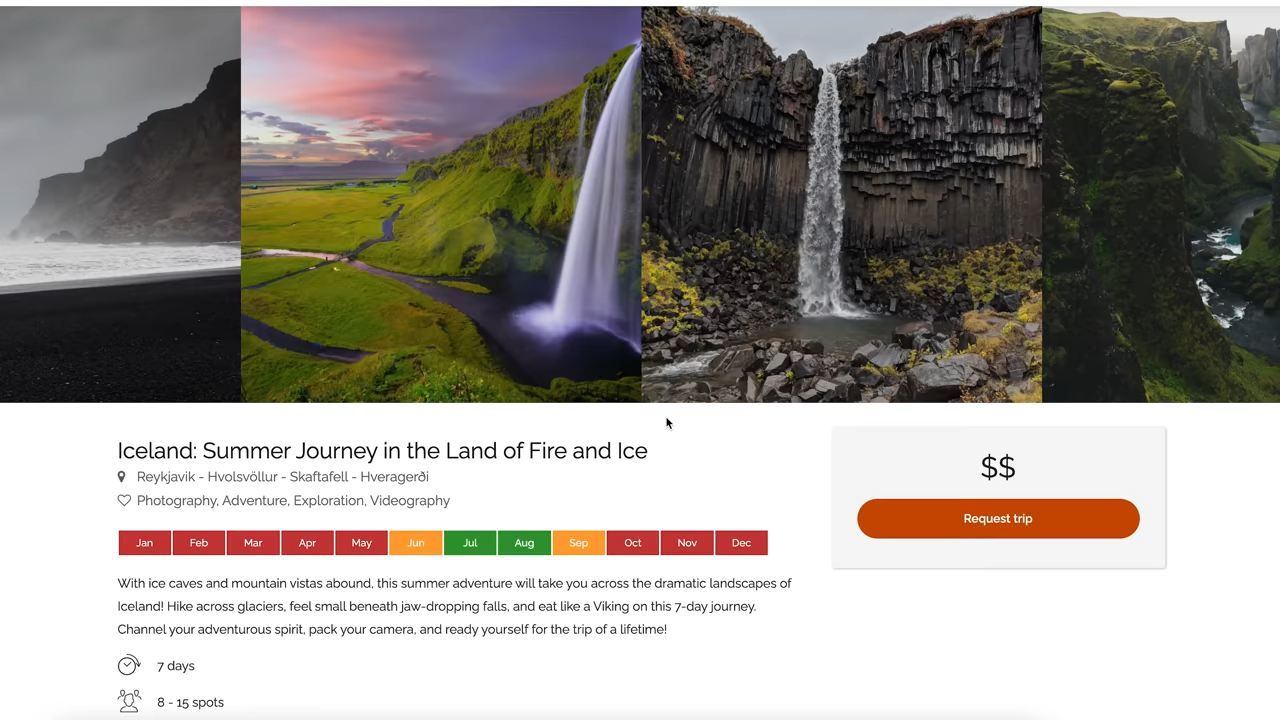 Iceland: Summer Journey in the Land of Fire and Ice
Reykjavik - Hvolsvöllur - Skaftafell - Hveragerði
Photography, Adventure, Exploration, Videography
Jan Feb Mar Apr May Jun Jul Aug Sep Oct Nov Dec
With ice caves and mountain vistas abound, this summer adventure will take you across the dramatic landscapes of
Iceland! Hike across glaciers, feel small beneath jaw-dropping falls, and eat like a Viking on this 7-day journey.
Channel your adventurous spirit, pack your camera, and ready yourself for the trip of a lifetime!
7 days
8 - 15 spots
$$
Request trip